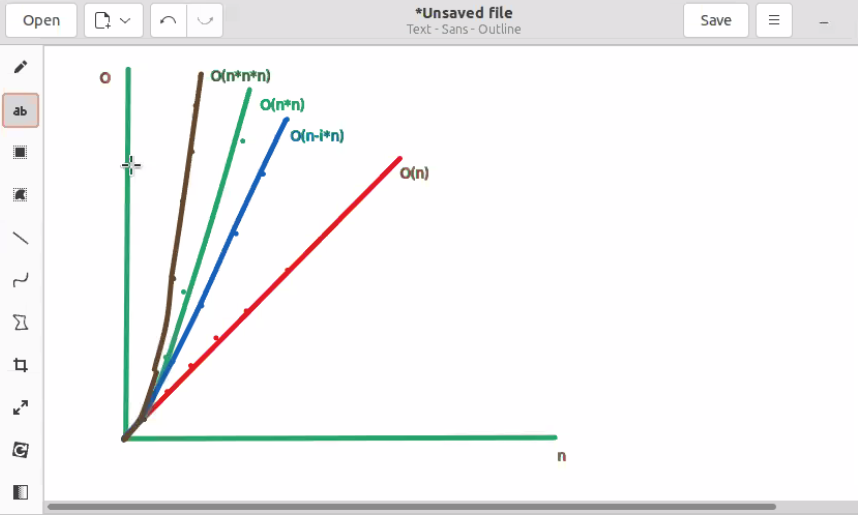 Open
*Unsaved file
Text - Sans - Outline
Save
ab
O
O(n*n*n)
O(n*n)
O(n-i*n)
O(n)
n